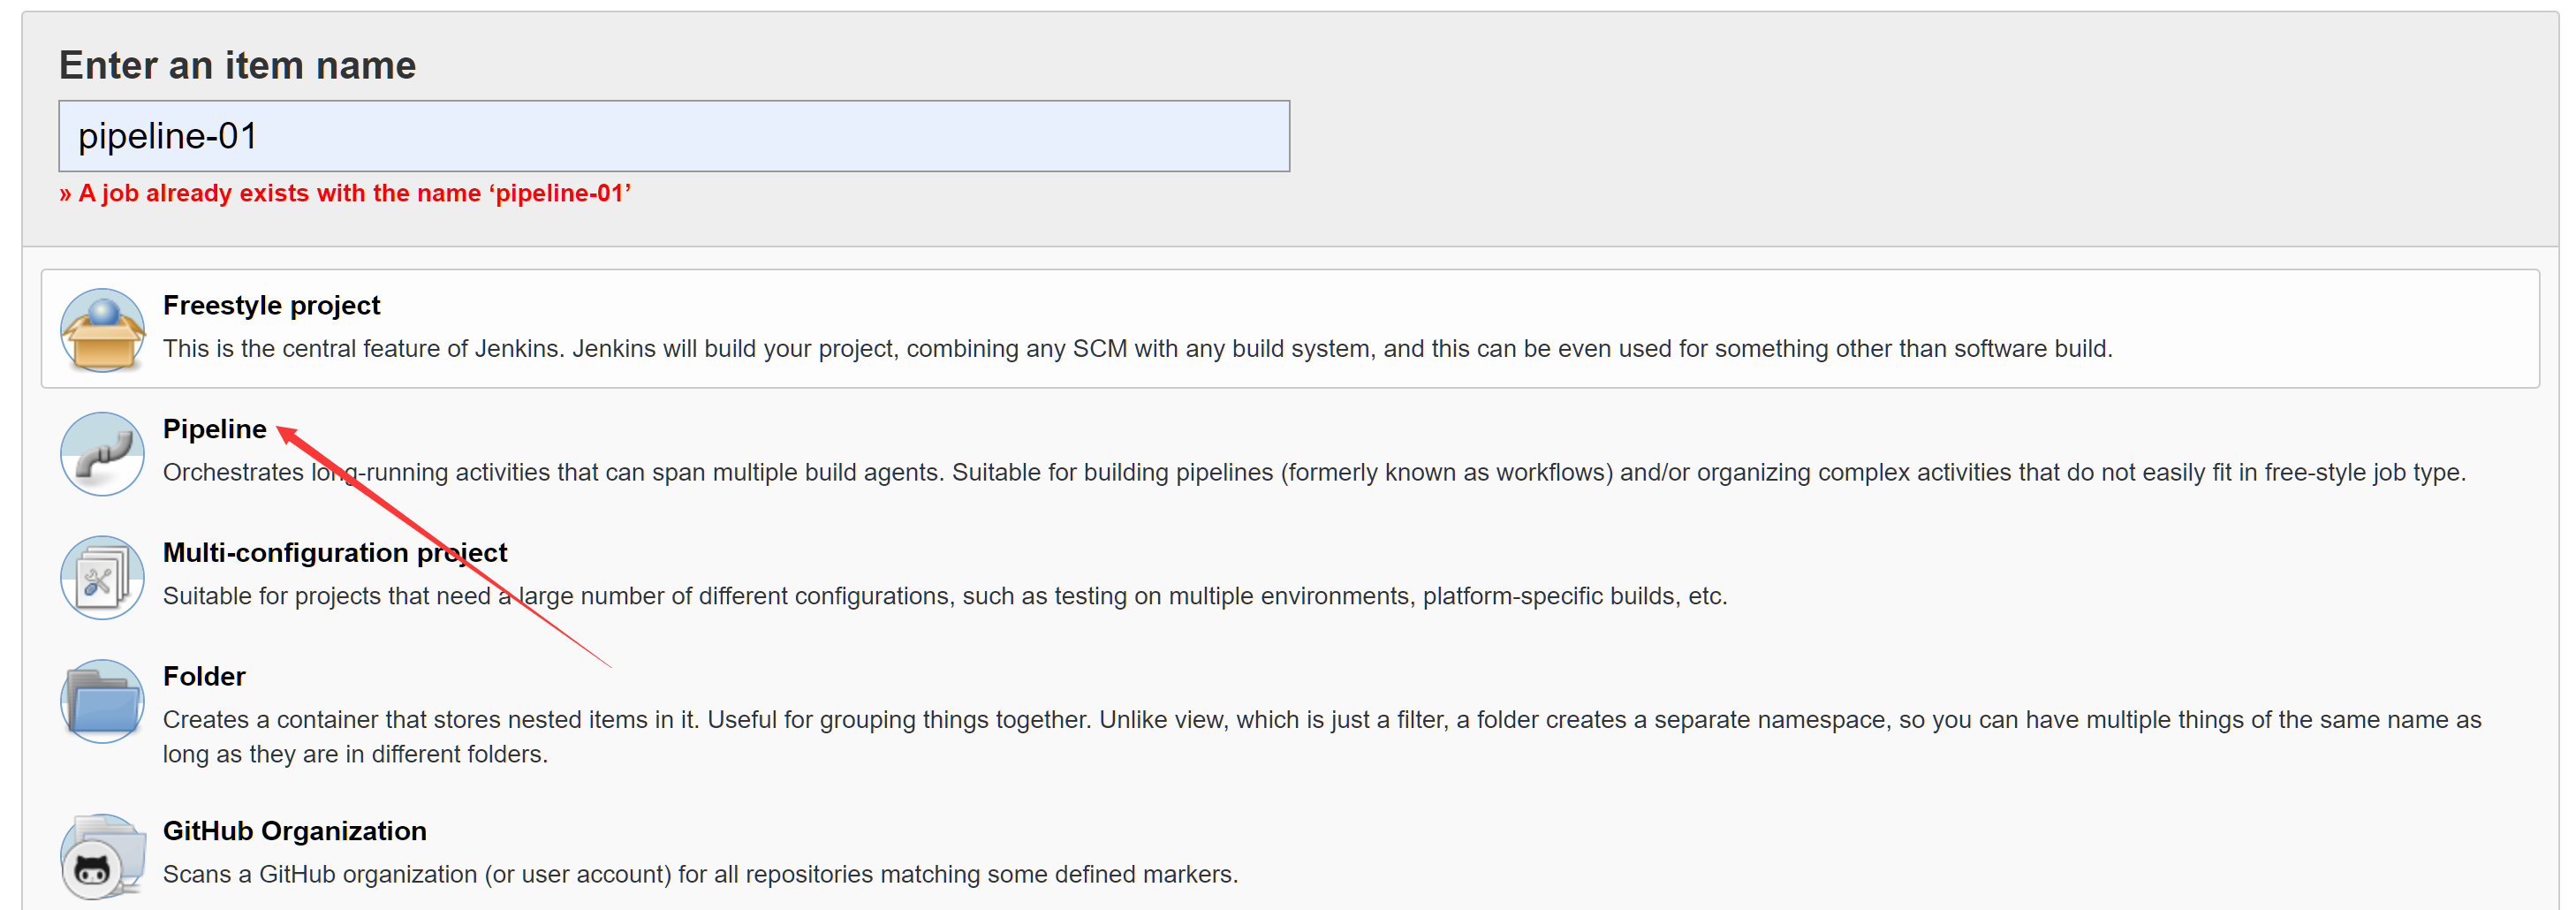 Enter an item name
pipeline-01
» A job already exists with the name ‘pipeline-01’
Freestyle project
This is the central feature of Jenkins. Jenkins will build your project, combining any SCM with any build system, and this can be even used for something other than software build.
Pipeline
Orchestrates long-running activities that can span multiple build agents. Suitable for building pipelines (formerly known as workflows) and/or organizing complex activities that do not easily fit in free-style job type.
Multi-configuration project
Suitable for projects that need a large number of different configurations, such as testing on multiple environments, platform-specific builds, etc.
Folder
Creates a container that stores nested items in it. Useful for grouping things together. Unlike view, which is just a filter, a folder creates a separate namespace, so you can have multiple things of the same name as
long as they are in different folders.
GitHub Organization
Scans a GitHub organization (or user account) for all repositories matching some defined markers.